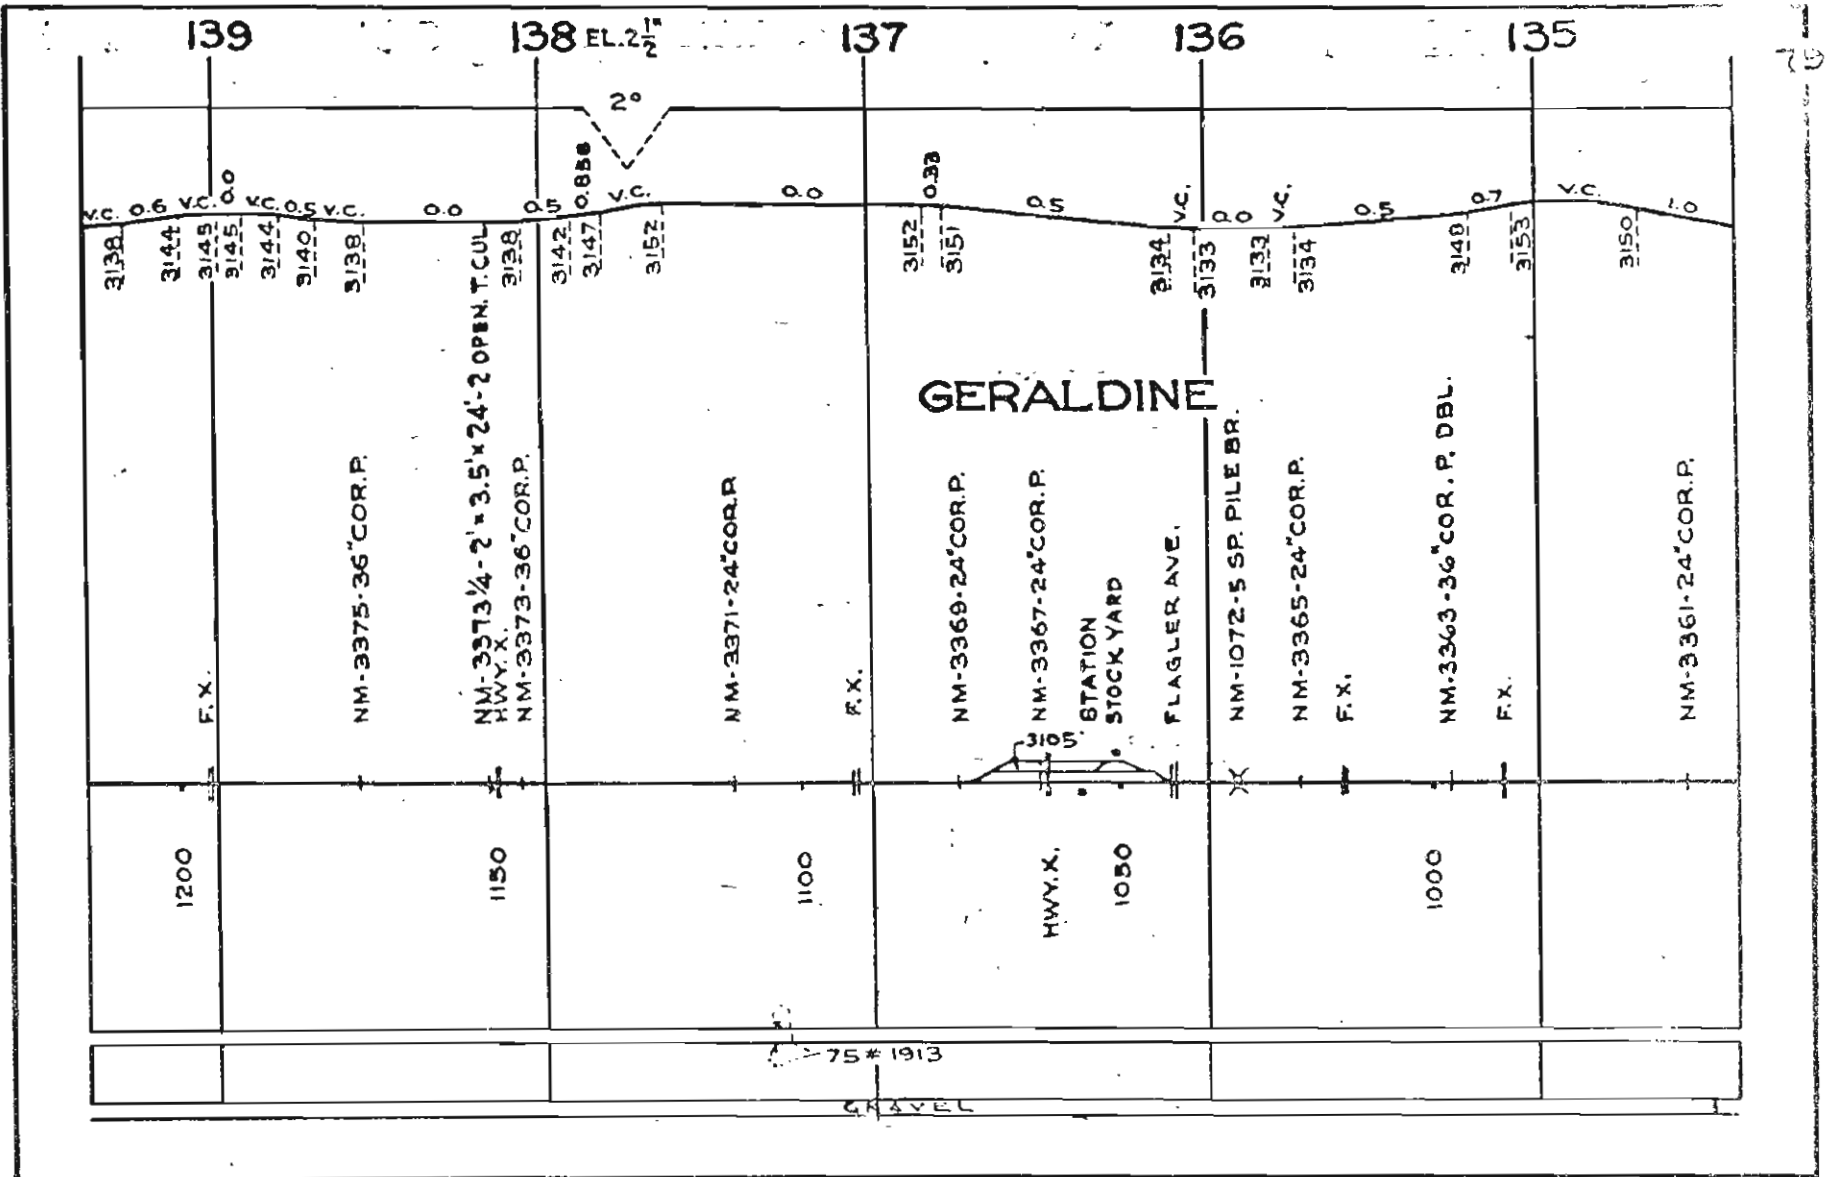 139 138 EL.2½" 137 136 135
79
2°
V.C. 0.6 V.C. 0.0 V.C. 0.5 V.C. 0.0 0.5 0.888 V.C. 0.0 0.33 0.5 V.C. 0.0 V.C. 0.5 0.7 V.C. 1.0
3138 3144 3145 3145 3144 3140 3138 3138 3142 3147 3152 3152 3151 3134 3133 3133 3134 3148 3153 3150
GERALDINE
F.X.
NM-3375-36"COR.P.
NM-3373¼-2'x3.5'x24'-2 OPEN.T.CUL
HWY.X.
NM-3373-36"COR.P.
NM-3371-24"COR.P.
F.X.
NM-3369-24"COR.P.
NM-3367-24"COR.P.
STATION
STOCK YARD
FLAGLER AVE.
NM-1072-5 SP. PILE BR.
NM-3365-24"COR.P.
F.X.
NM-3363-36"COR.P. DBL.
F.X.
NM-3361-24"COR.P.
3105'
1200 1150 1100 HWY.X. 1050 1000
75# 1913
GRAVEL